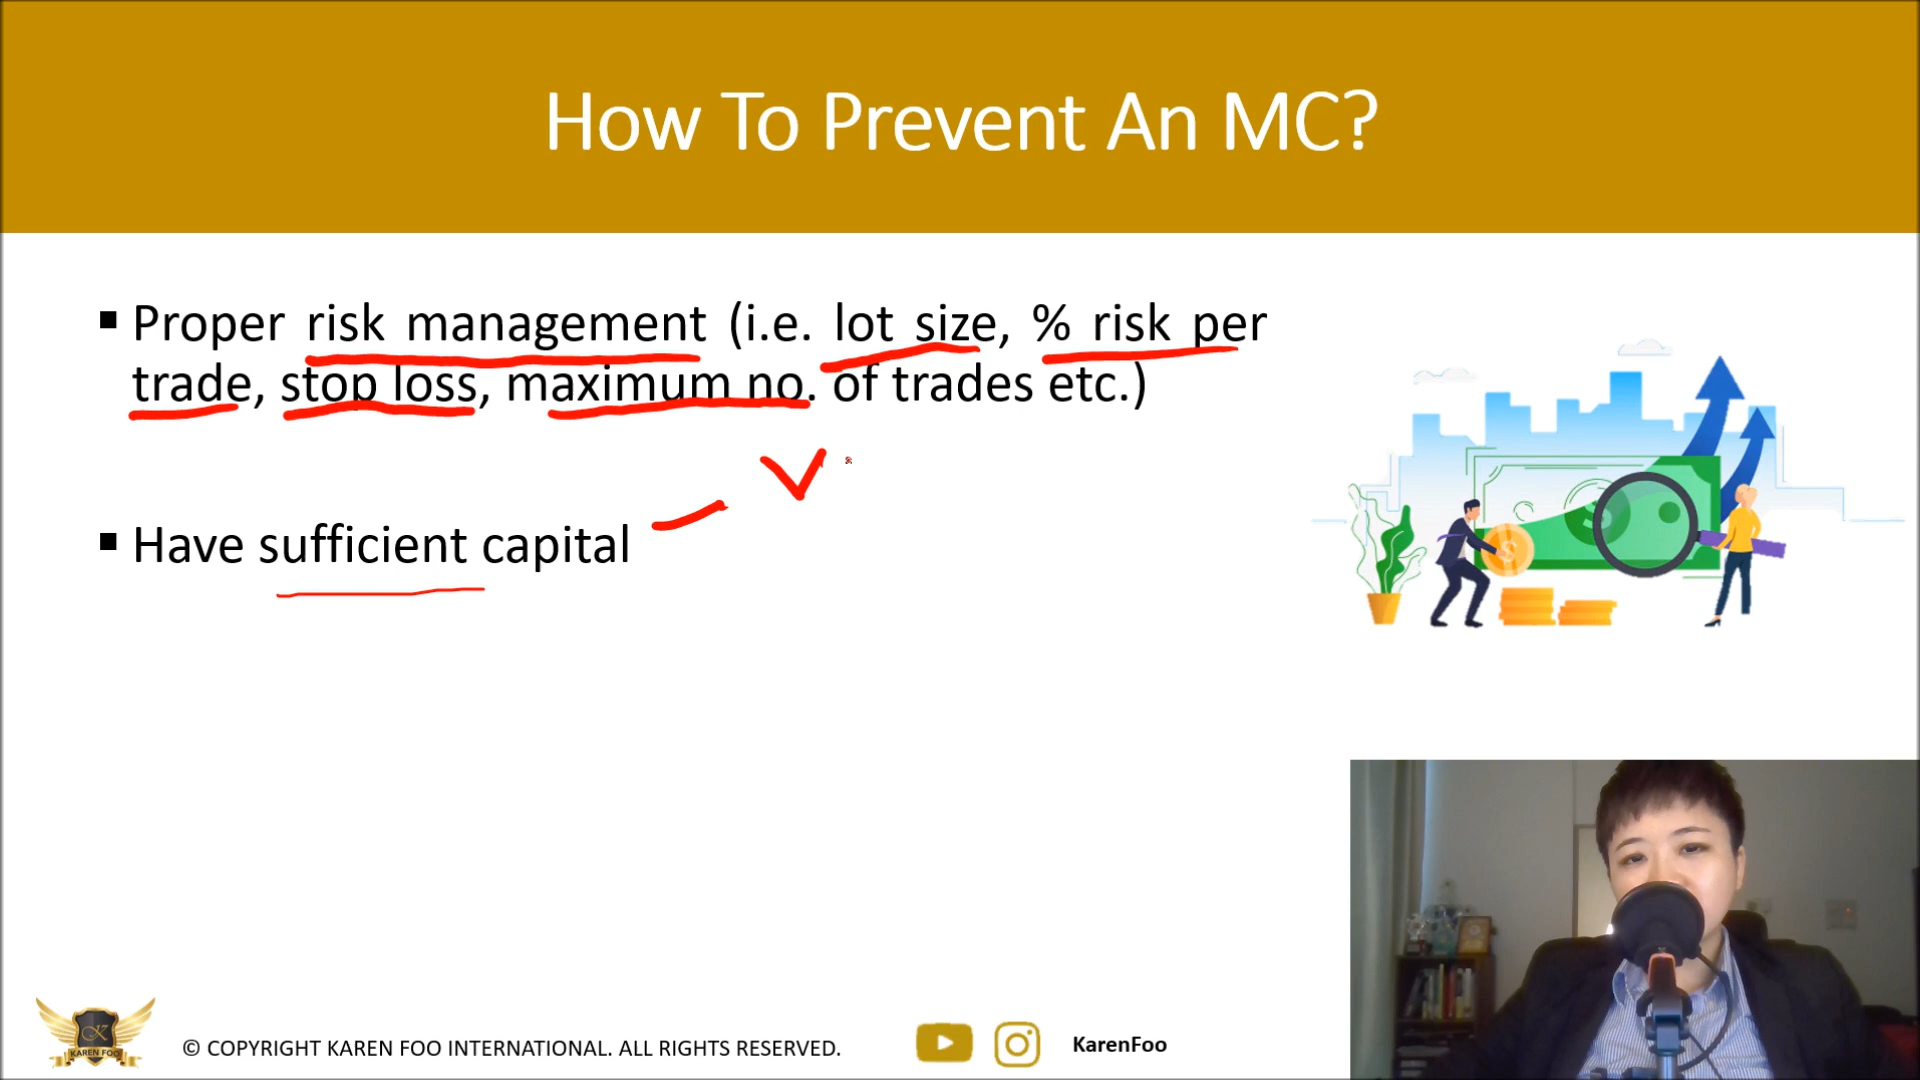 How To Prevent An MC?
▪ Proper risk management (i.e. lot size, % risk per
trade, stop loss, maximum no. of trades etc.)
▪ Have sufficient capital
K
KAREN FOO
© COPYRIGHT KAREN FOO INTERNATIONAL. ALL RIGHTS RESERVED.
KarenFoo